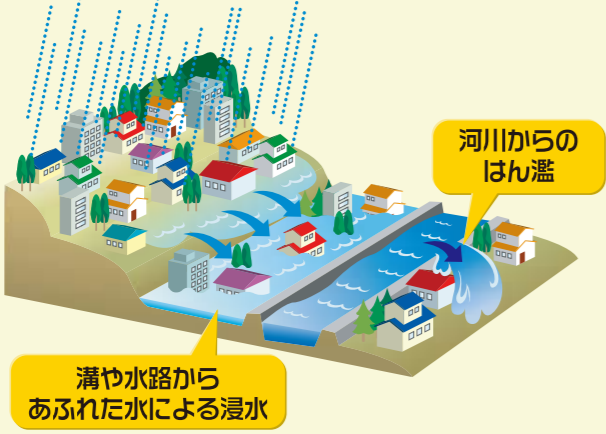 河川からの
はん濫
溝や水路から
あふれた水による浸水